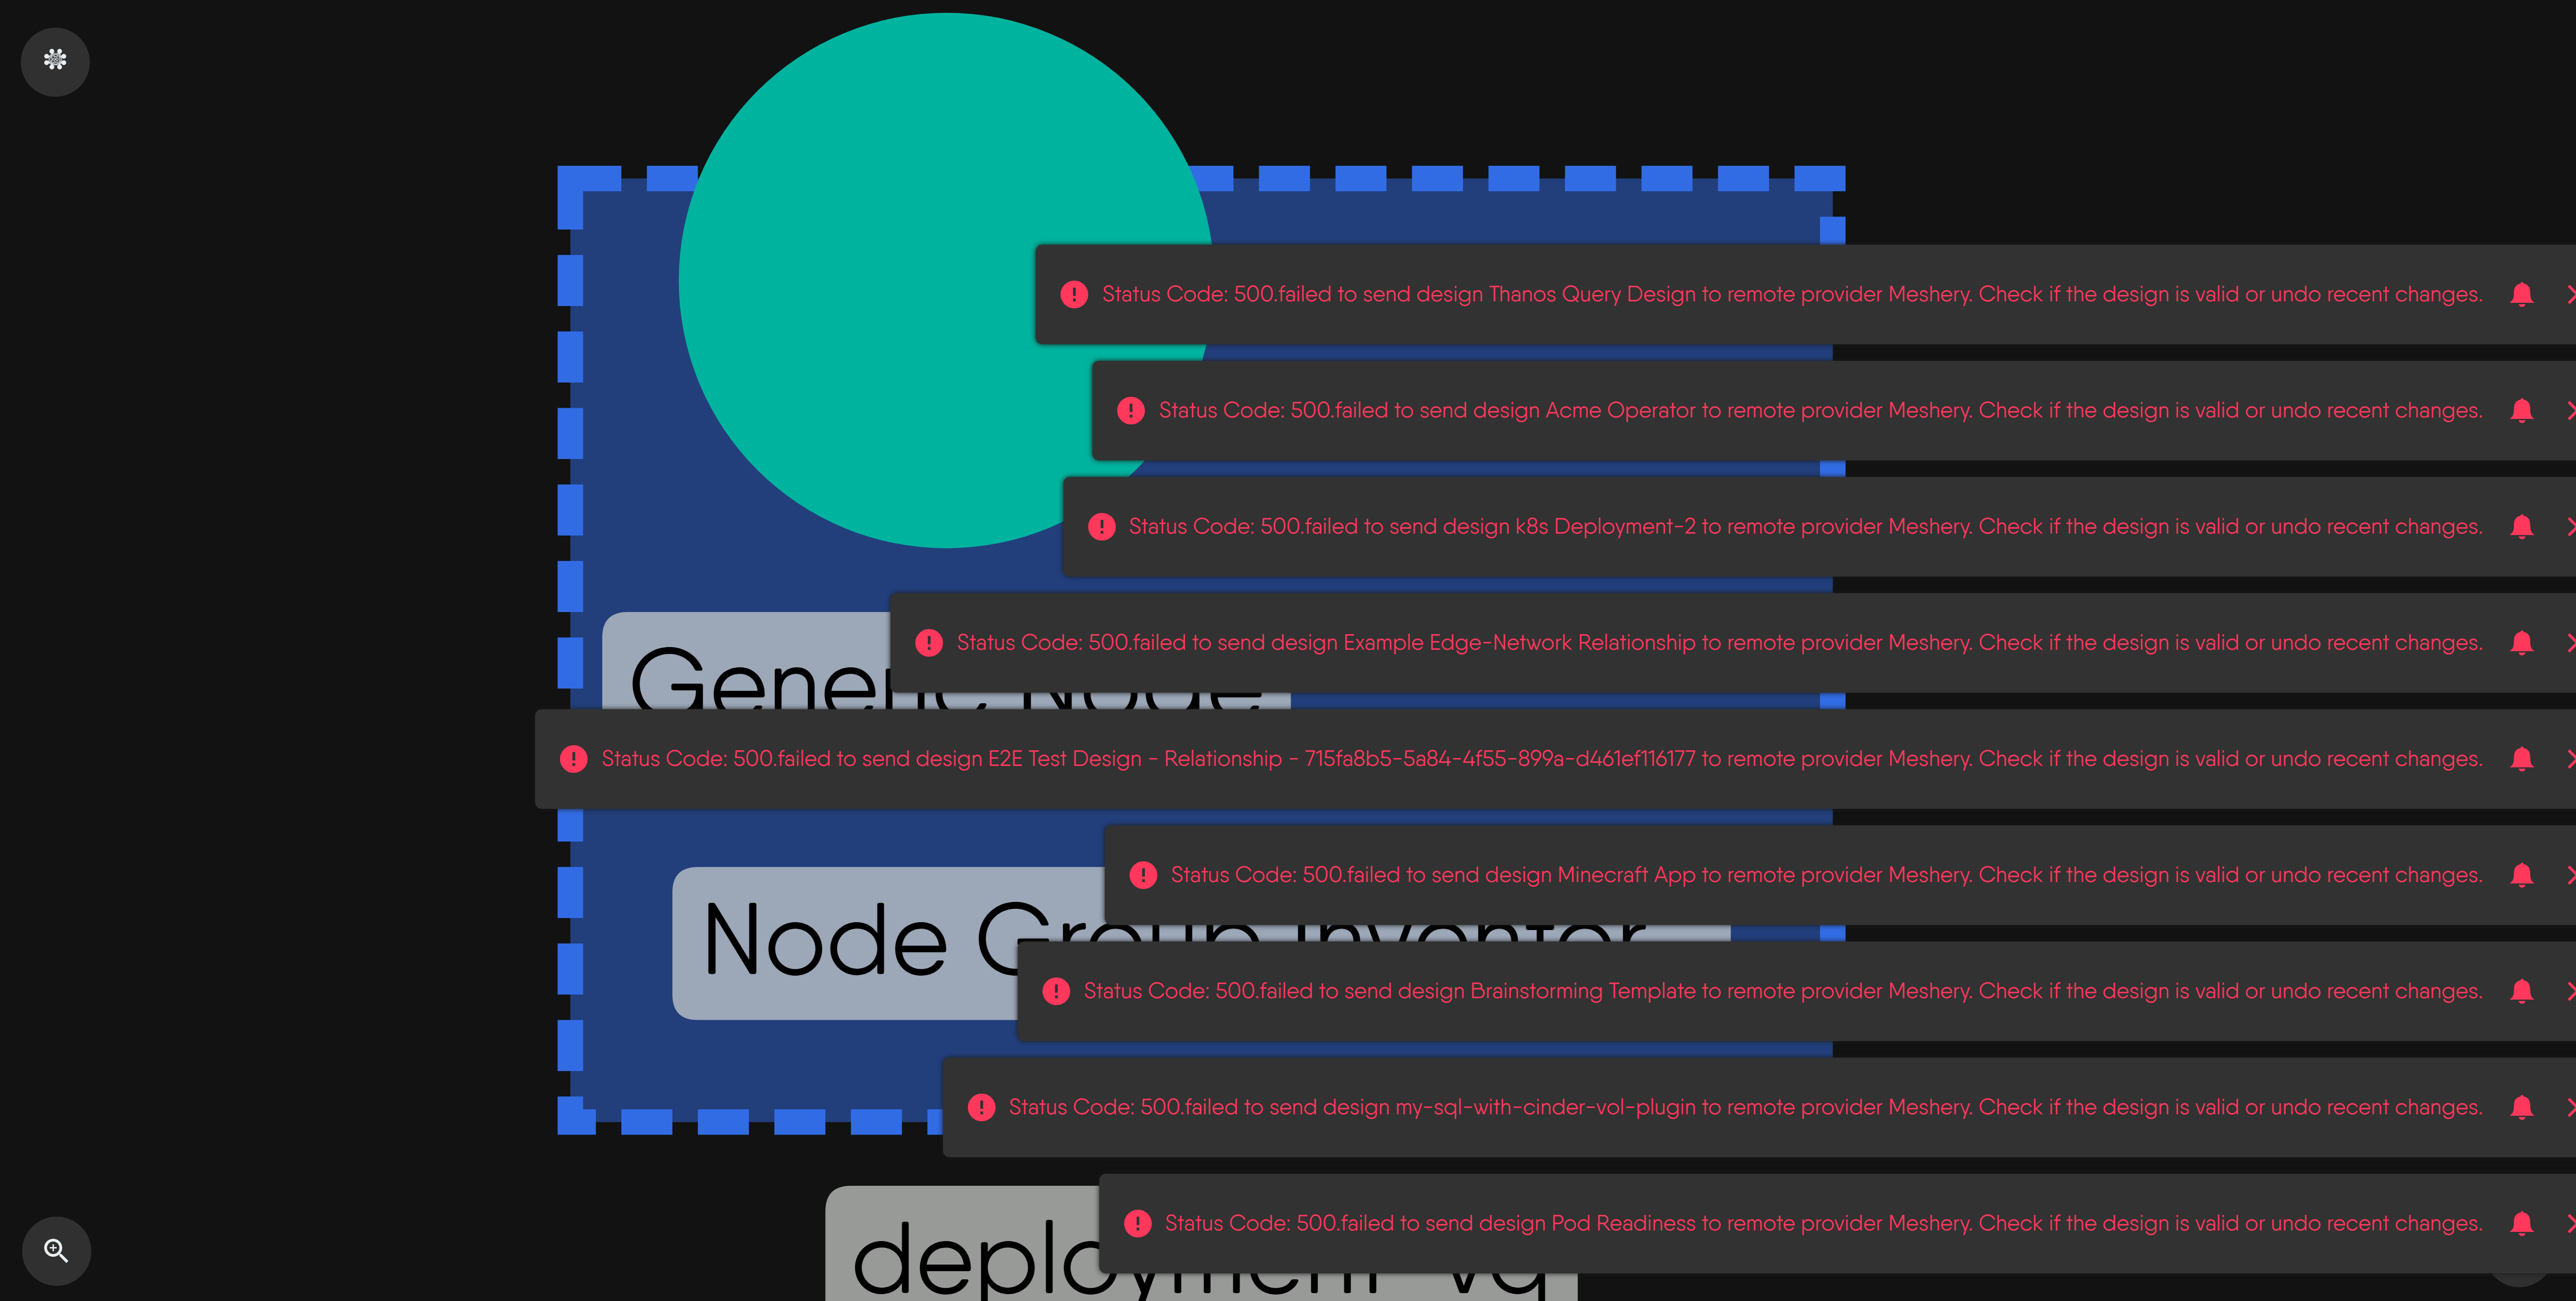 Status Code: 500.failed to send design Thanos Query Design to remote provider Meshery. Check if the design is valid or undo recent changes.
Status Code: 500.failed to send design Acme Operator to remote provider Meshery. Check if the design is valid or undo recent changes.
Status Code: 500.failed to send design k8s Deployment-2 to remote provider Meshery. Check if the design is valid or undo recent changes.
Status Code: 500.failed to send design Example Edge-Network Relationship to remote provider Meshery. Check if the design is valid or undo recent changes.
Generic Node
Status Code: 500.failed to send design E2E Test Design - Relationship - 715fa8b5-5a84-4f55-899a-d461ef116177 to remote provider Meshery. Check if the design is valid or undo recent changes.
Status Code: 500.failed to send design Minecraft App to remote provider Meshery. Check if the design is valid or undo recent changes.
Node Group Inventor
Status Code: 500.failed to send design Brainstorming Template to remote provider Meshery. Check if the design is valid or undo recent changes.
Status Code: 500.failed to send design my-sql-with-cinder-vol-plugin to remote provider Meshery. Check if the design is valid or undo recent changes.
Status Code: 500.failed to send design Pod Readiness to remote provider Meshery. Check if the design is valid or undo recent changes.